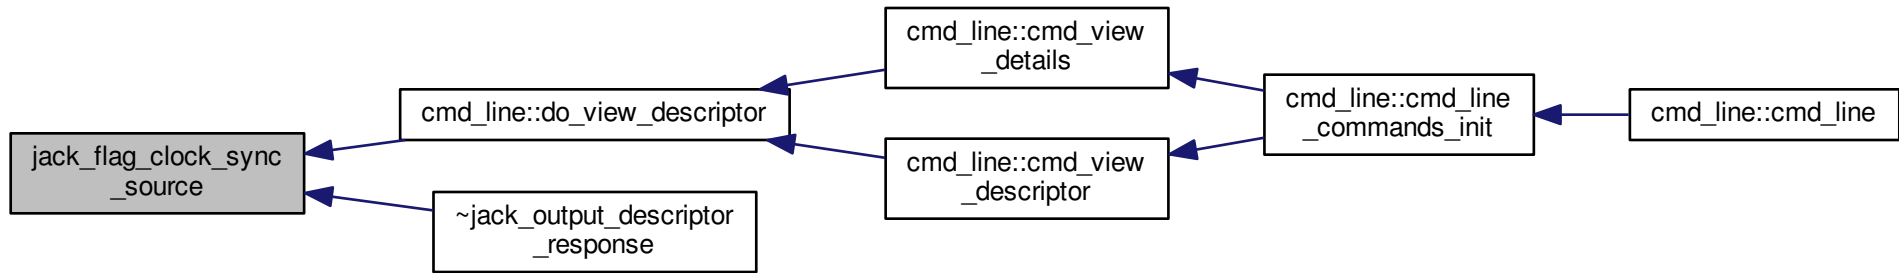 jack_flag_clock_sync
_source
cmd_line::do_view_descriptor
~jack_output_descriptor
_response
cmd_line::cmd_view
_details
cmd_line::cmd_view
_descriptor
cmd_line::cmd_line
_commands_init
cmd_line::cmd_line